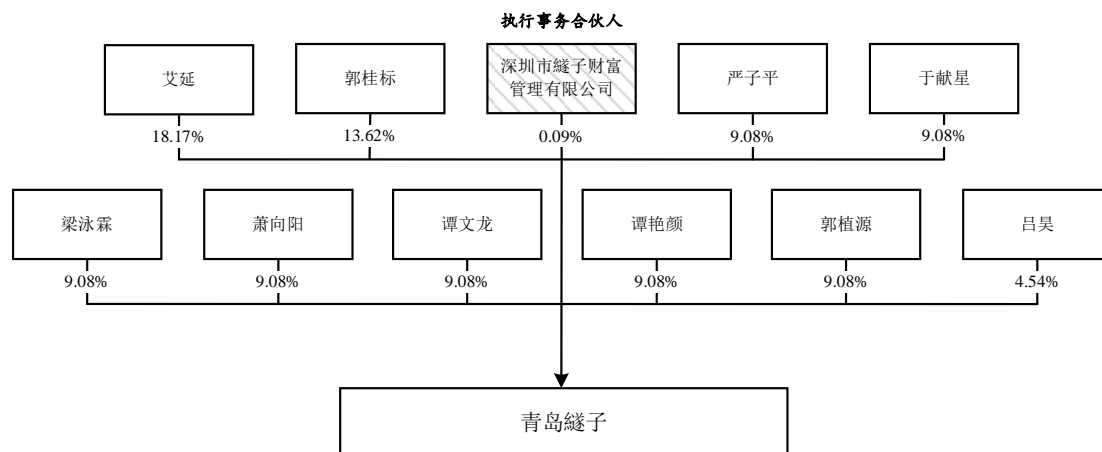 执行事务合伙人
艾延
郭桂标
深圳市繸子财富
管理有限公司
严子平
于献星
18.17%
13.62%
0.09%
9.08%
9.08%
梁泳霖
萧向阳
谭文龙
谭艳颜
郭植源
吕昊
9.08%
9.08%
9.08%
9.08%
9.08%
4.54%
青岛繸子